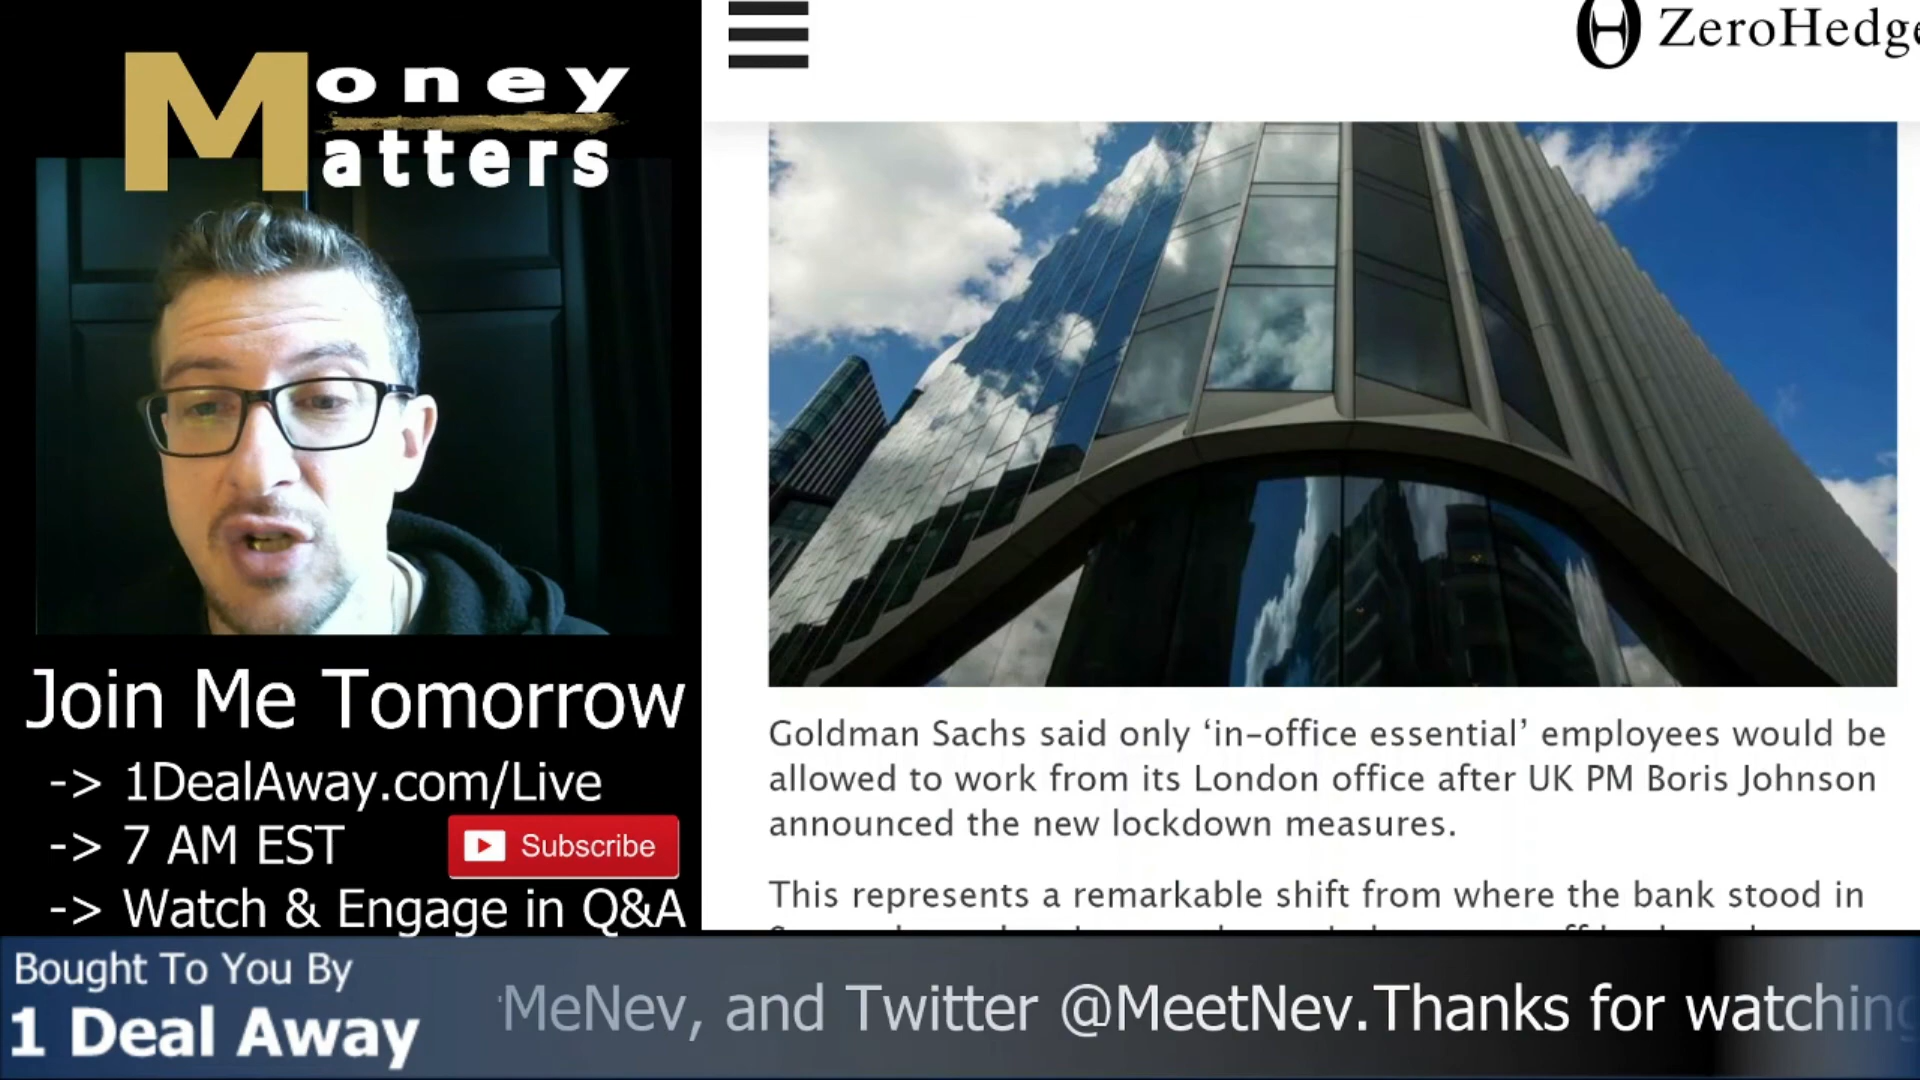 Money
Matters
Join Me Tomorrow
-> 1DealAway.com/Live
-> 7 AM EST
Subscribe
-> Watch & Engage in Q&A
ZeroHedge
Goldman Sachs said only ‘in-office essential’ employees would be
allowed to work from its London office after UK PM Boris Johnson
announced the new lockdown measures.
This represents a remarkable shift from where the bank stood in
Bought To You By
1 Deal Away
MeNev, and Twitter @MeetNev.Thanks for watching